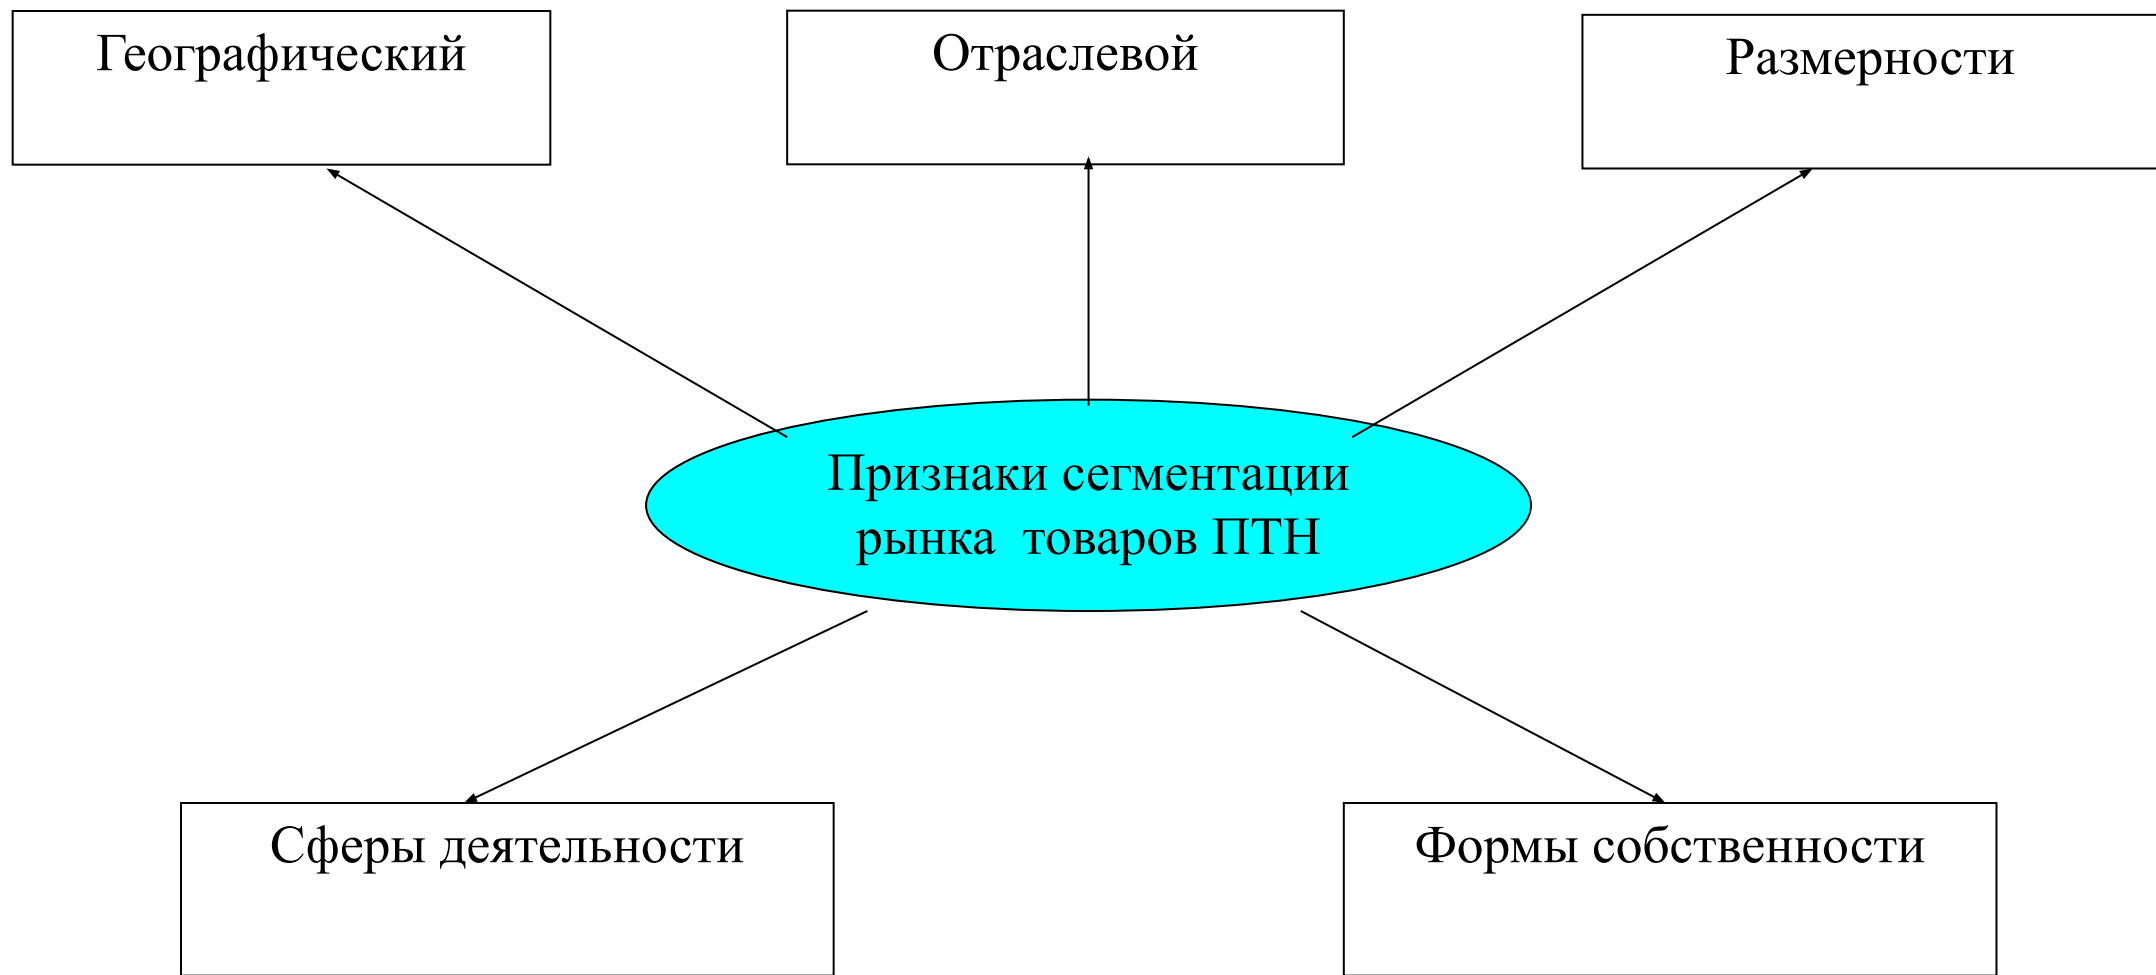 Географический
Отраслевой
Размерности
Признаки сегментации
рынка  товаров ПТН
Сферы деятельности
Формы собственности